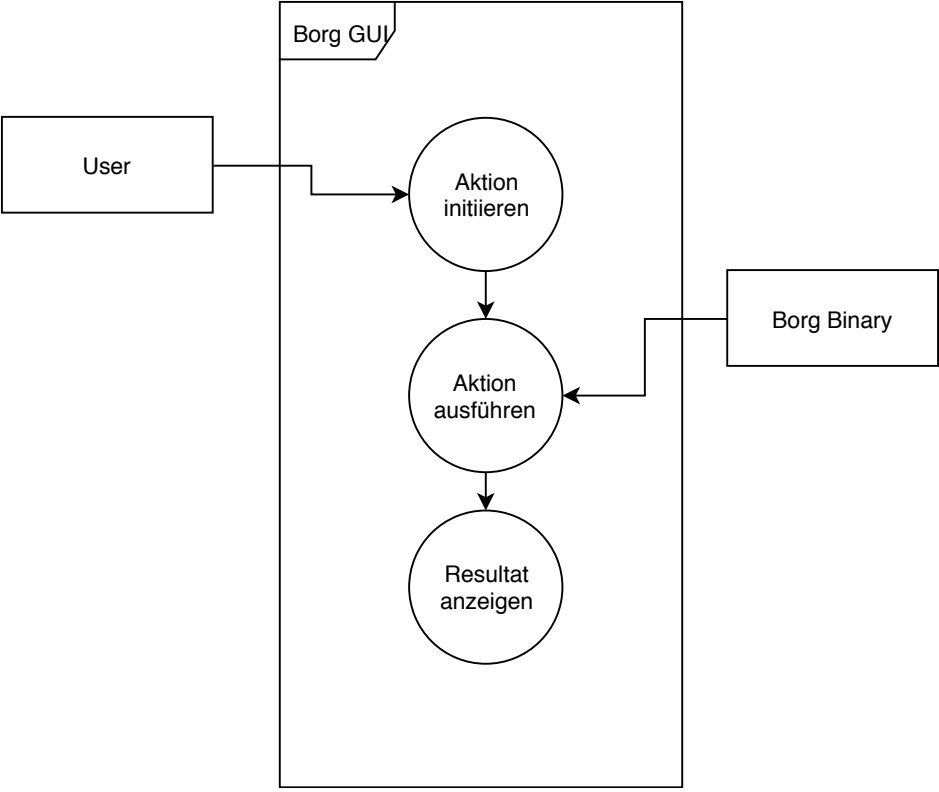 Borg GUI
User
Aktion
initiieren
Borg Binary
Aktion
ausführen
Resultat
anzeigen